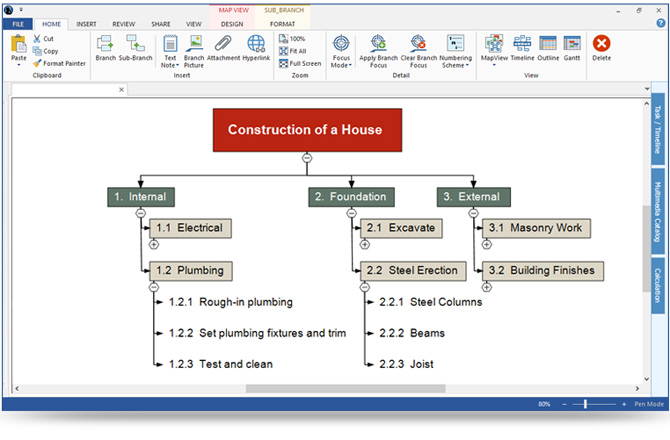 MAP VIEW SUB_BRANCH
FILE HOME INSERT REVIEW SHARE VIEW DESIGN FORMAT
Paste
Cut
Copy
Format Painter
Clipboard
Branch Sub-Branch
Text Note
Branch Picture
Attachment Hyperlink
Insert
100%
Fit All
Full Screen
Zoom
Focus Mode
Apply Branch Focus
Clear Branch Focus
Numbering Scheme
Detail
MapView Timeline Outline Gantt
View
Delete
Construction of a House
1. Internal 2. Foundation 3. External
1.1 Electrical 2.1 Excavate 3.1 Masonry Work
1.2 Plumbing 2.2 Steel Erection 3.2 Building Finishes
1.2.1 Rough-in plumbing 2.2.1 Steel Columns
1.2.2 Set plumbing fixtures and trim 2.2.2 Beams
1.2.3 Test and clean 2.2.3 Joist
Task / Timeline
Multimedia Catalog
Calculation
80% Pen Mode